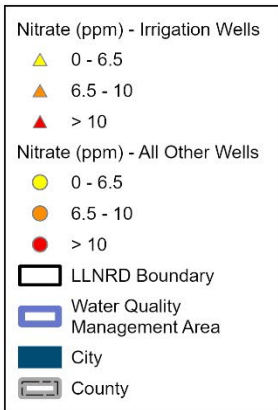 Nitrate (ppm) - Irrigation Wells
0 - 6.5
6.5 - 10
> 10
Nitrate (ppm) - All Other Wells
0 - 6.5
6.5 - 10
> 10
LLNRD Boundary
Water Quality
Management Area
City
County